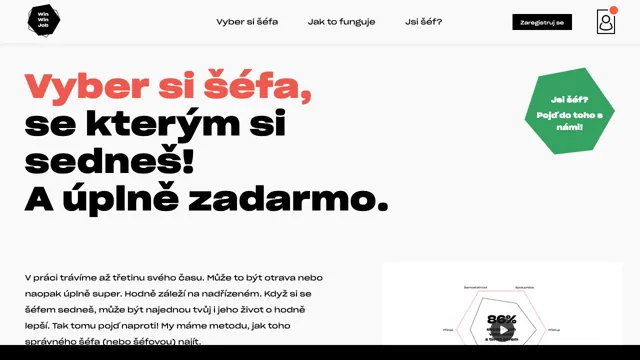 Win
Win
Job
Vyber si šéfa
Jak to funguje
Jsi šéf?
Zaregistruj se
Vyber si šéfa,
se kterým si
sedneš!
A úplně zadarmo.
Jsi šéf?
Pojď do toho s
námi!
V práci trávíme až třetinu svého času. Může to být otrava nebo
naopak úplně super. Hodně záleží na nadřízeném. Když si se
šéfem sedneš, může být najednou tvůj i jeho život o hodně
lepší. Tak tomu pojď naproti! My máme metodu, jak toho
správného šéfa (nebo šéfovou) najít.
86%